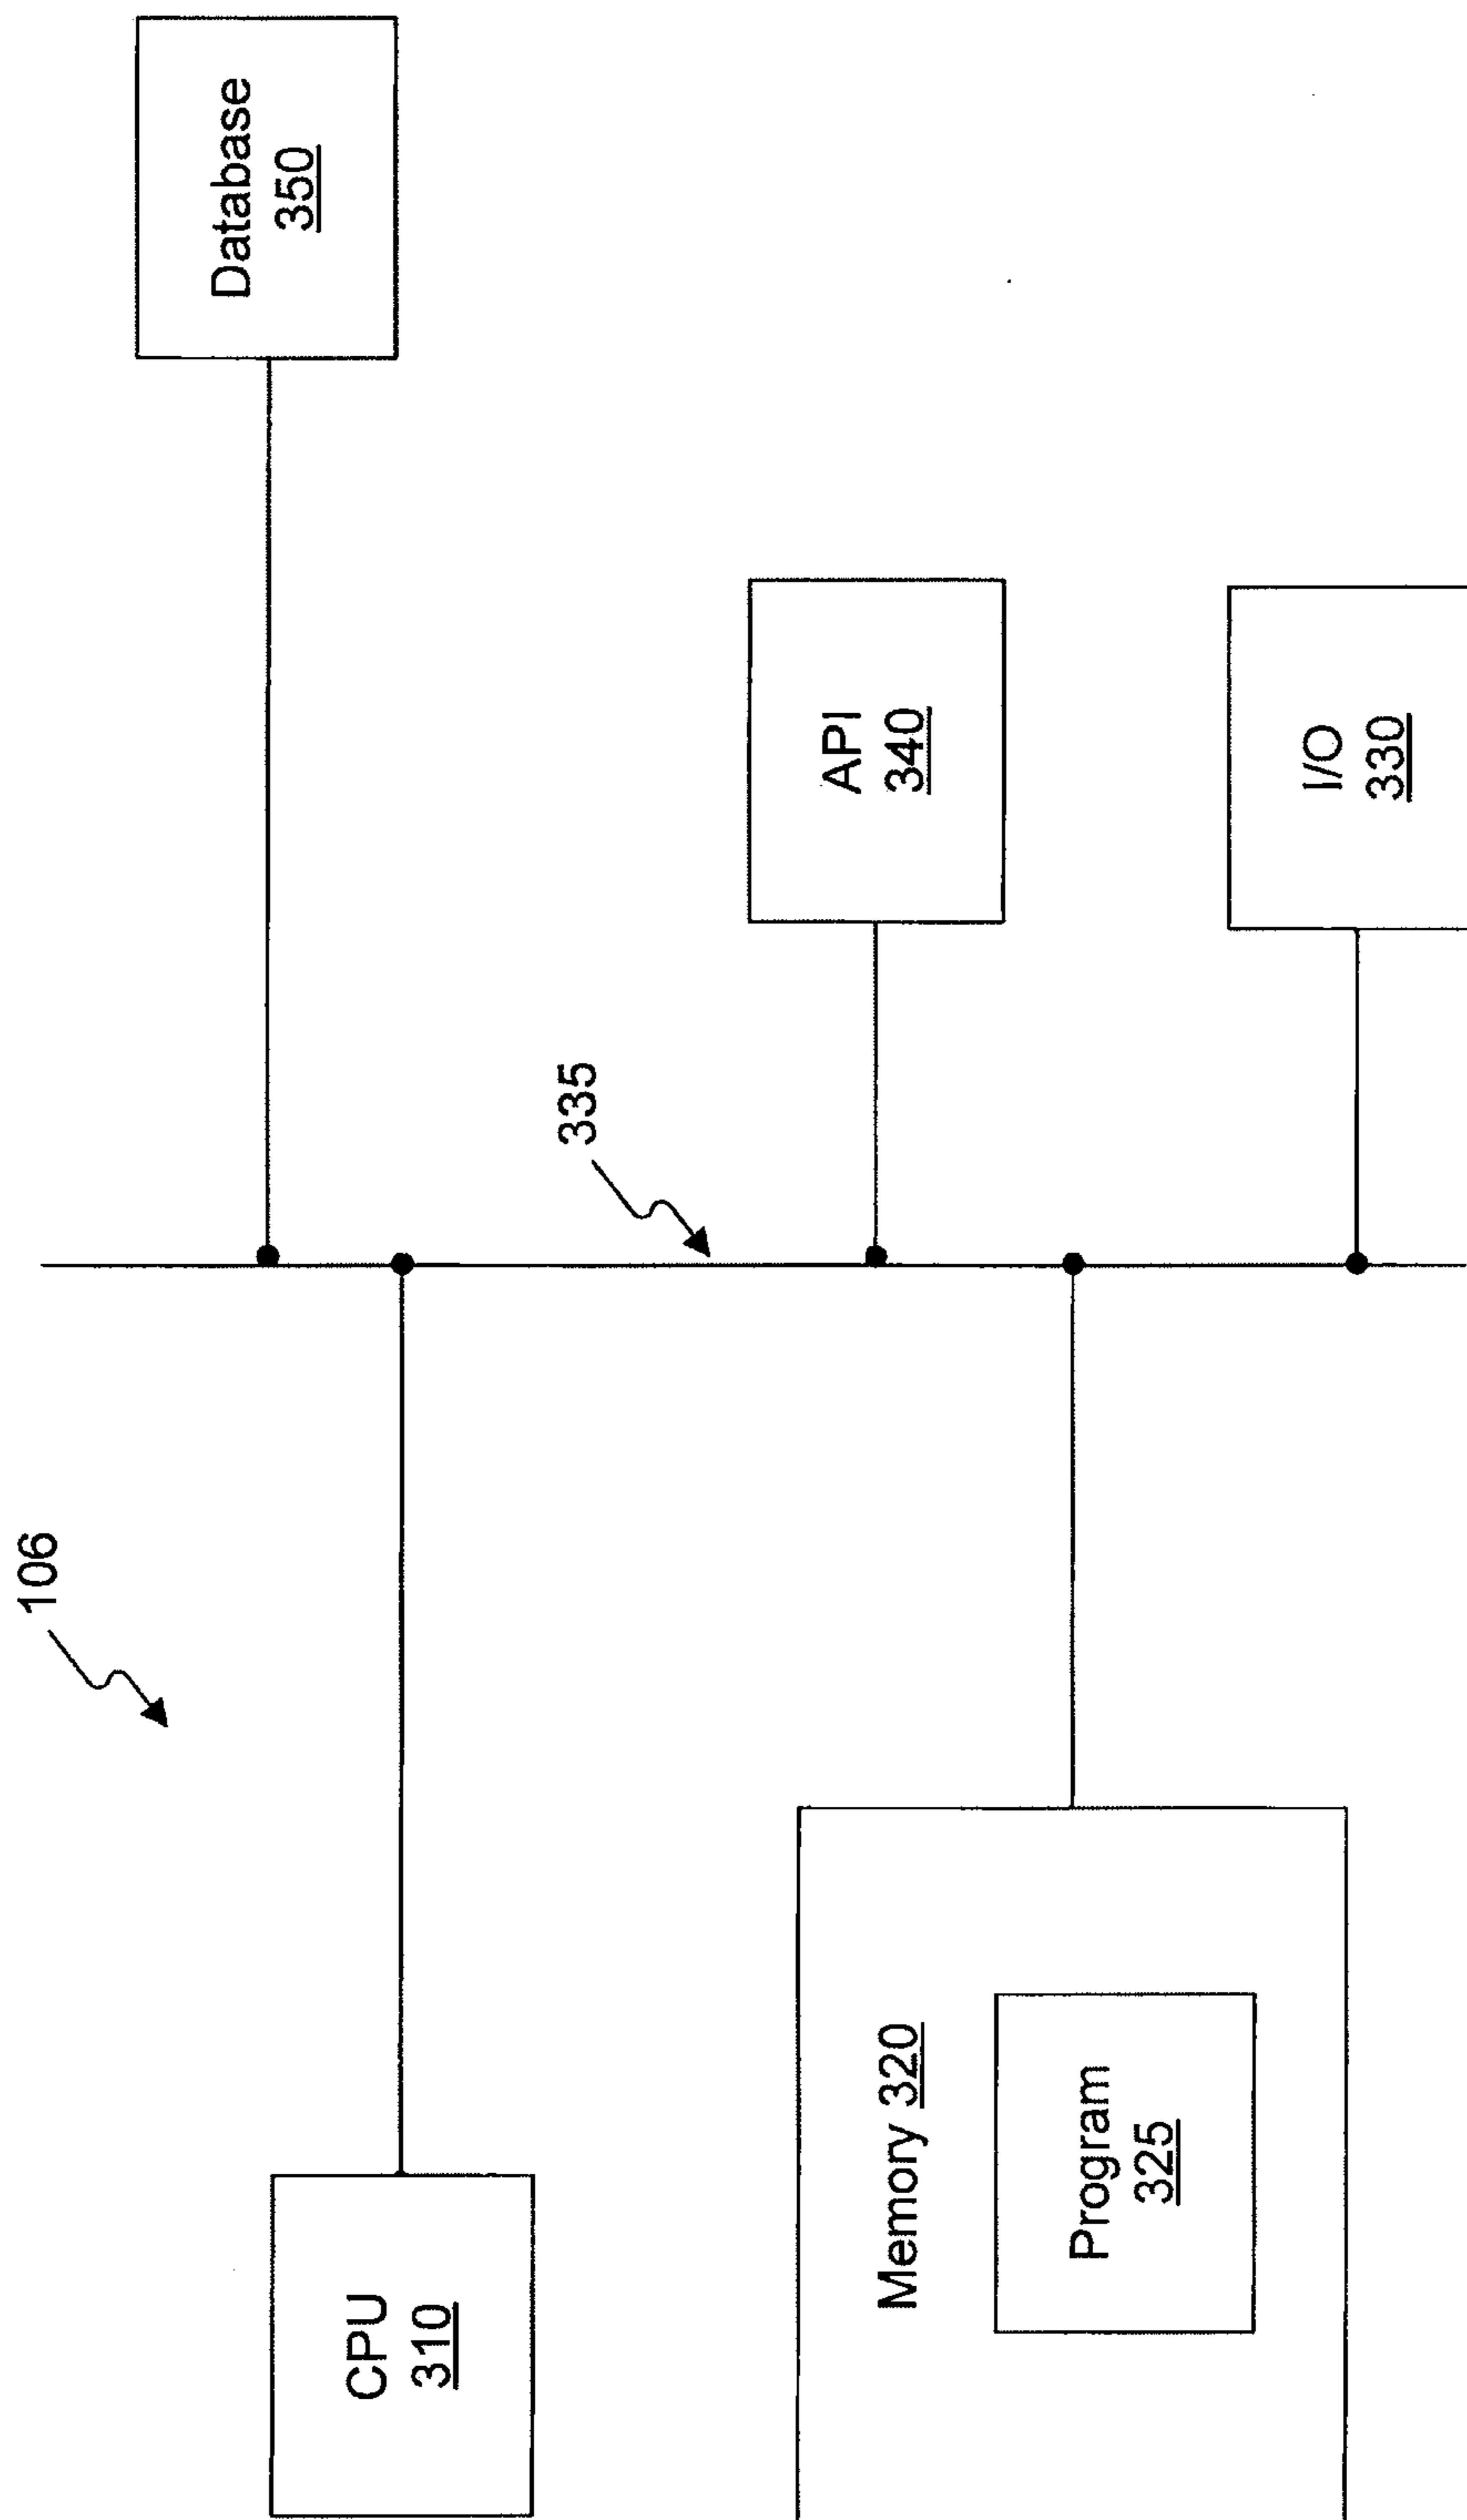 106
CPU
310
Database
350
335
Memory 320
Program
325
API
340
I/O
330